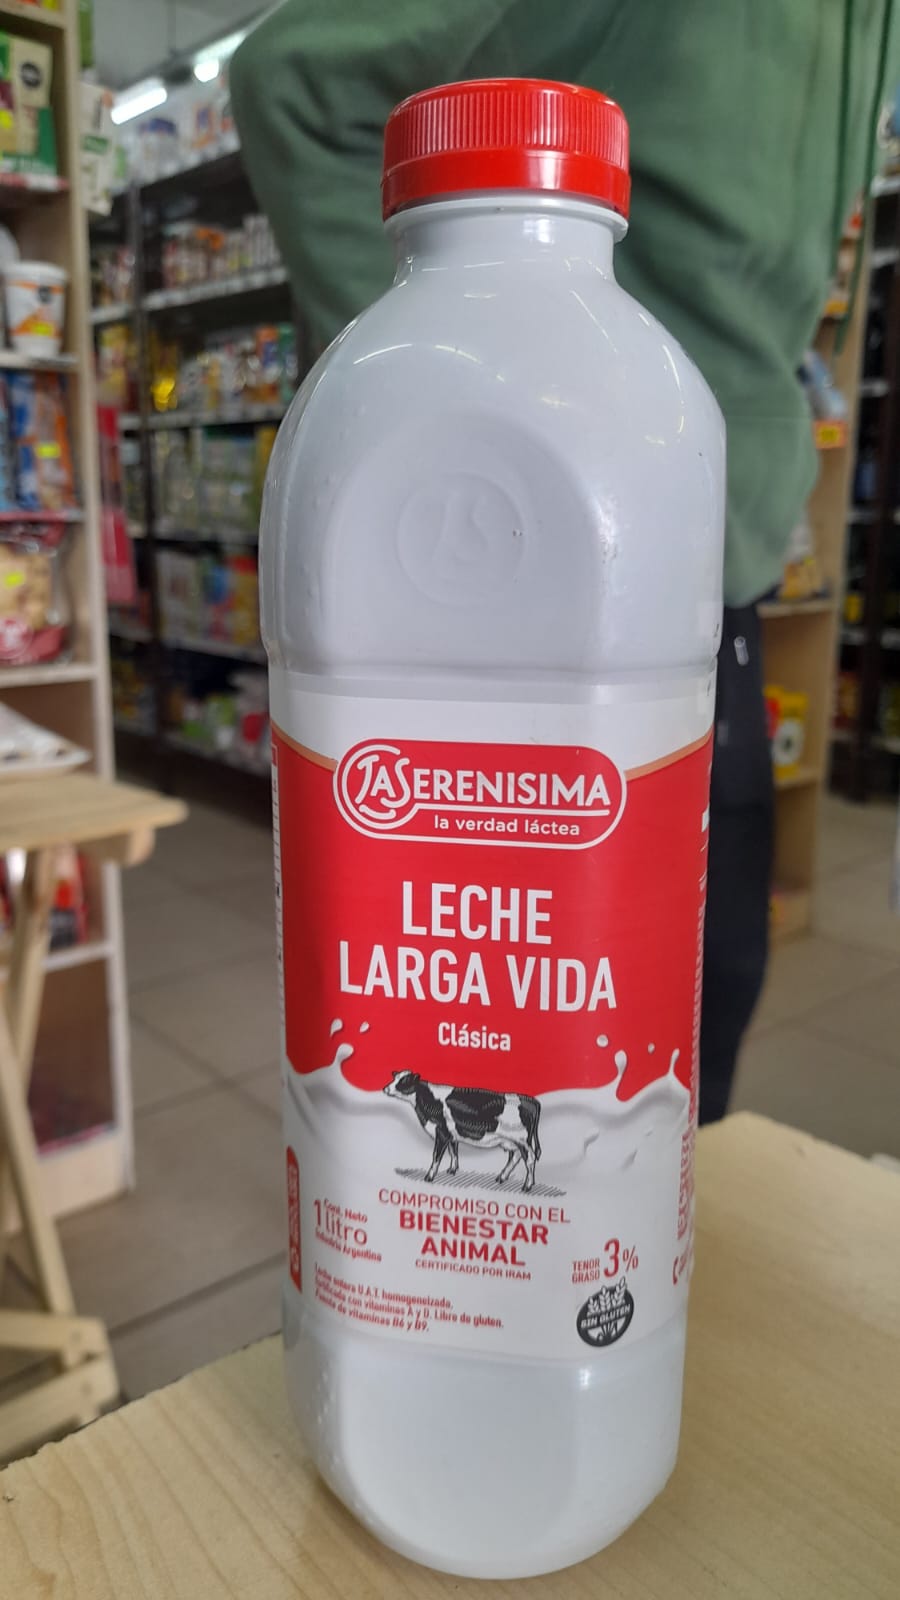 LASERENISIMA
la verdad láctea
LECHE
LARGA VIDA
Clásica
COMPROMISO CON EL
BIENESTAR
ANIMAL
CERTIFICADO POR IRAM
Cont. Neto
1 litro
Industria Argentina
TENOR
GRASO 3%
SIN GLUTEN
Leche entera U.A.T. homogeneizada,
fortificada con vitaminas A y D. Libre de gluten.
Fuente de vitaminas B6 y B9.